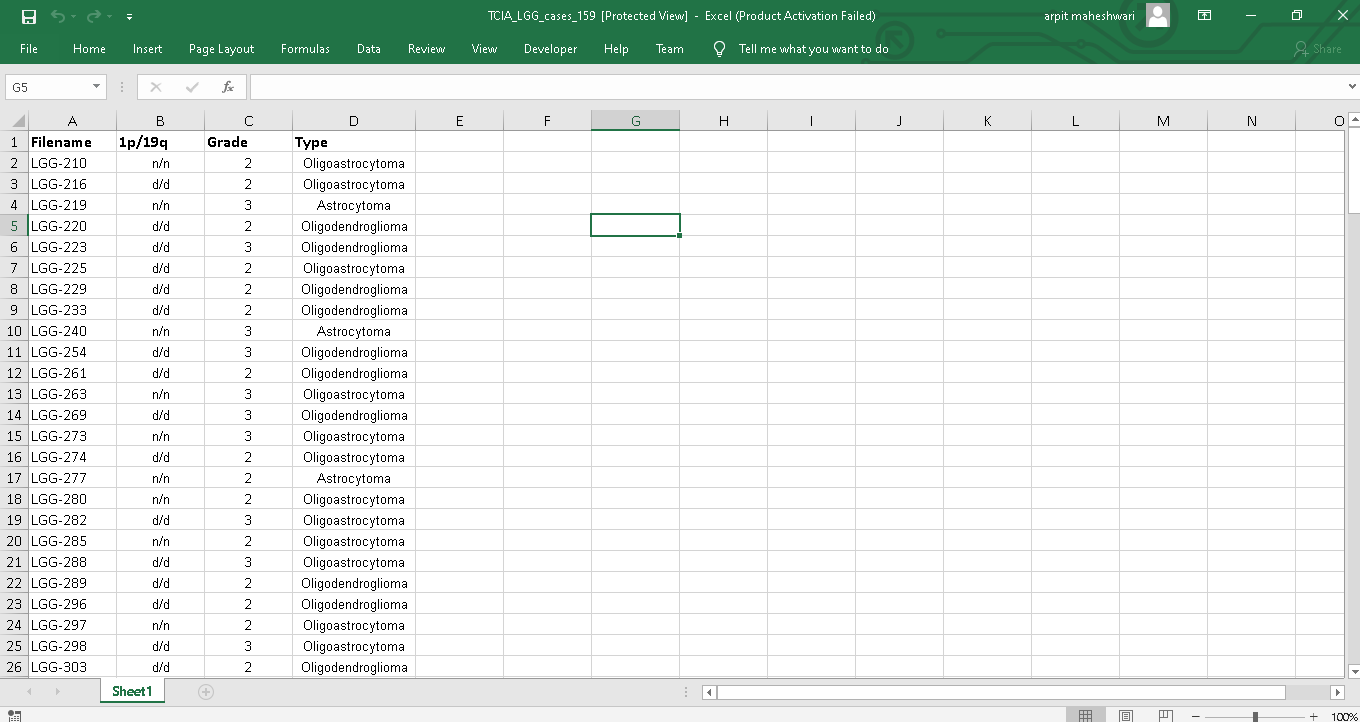 TCIA_LGG_cases_159 [Protected View] - Excel (Product Activation Failed) arpit maheshwari
File Home Insert Page Layout Formulas Data Review View Developer Help Team Tell me what you want to do Share
G5 fx
A B C D E F G H I J K L M N O
1 Filename 1p/19q Grade Type
2 LGG-210 n/n 2 Oligoastrocytoma
3 LGG-216 d/d 2 Oligoastrocytoma
4 LGG-219 n/n 3 Astrocytoma
5 LGG-220 d/d 2 Oligodendroglioma
6 LGG-223 d/d 3 Oligodendroglioma
7 LGG-225 d/d 2 Oligoastrocytoma
8 LGG-229 d/d 2 Oligodendroglioma
9 LGG-233 d/d 2 Oligodendroglioma
10 LGG-240 n/n 3 Astrocytoma
11 LGG-254 d/d 3 Oligodendroglioma
12 LGG-261 d/d 2 Oligodendroglioma
13 LGG-263 n/n 3 Oligoastrocytoma
14 LGG-269 d/d 3 Oligodendroglioma
15 LGG-273 n/n 3 Oligoastrocytoma
16 LGG-274 d/d 2 Oligoastrocytoma
17 LGG-277 n/n 2 Astrocytoma
18 LGG-280 n/n 2 Oligoastrocytoma
19 LGG-282 d/d 3 Oligoastrocytoma
20 LGG-285 n/n 2 Oligoastrocytoma
21 LGG-288 d/d 3 Oligoastrocytoma
22 LGG-289 d/d 2 Oligodendroglioma
23 LGG-296 d/d 2 Oligodendroglioma
24 LGG-297 n/n 2 Oligoastrocytoma
25 LGG-298 d/d 3 Oligoastrocytoma
26 LGG-303 d/d 2 Oligodendroglioma
Sheet1
100%